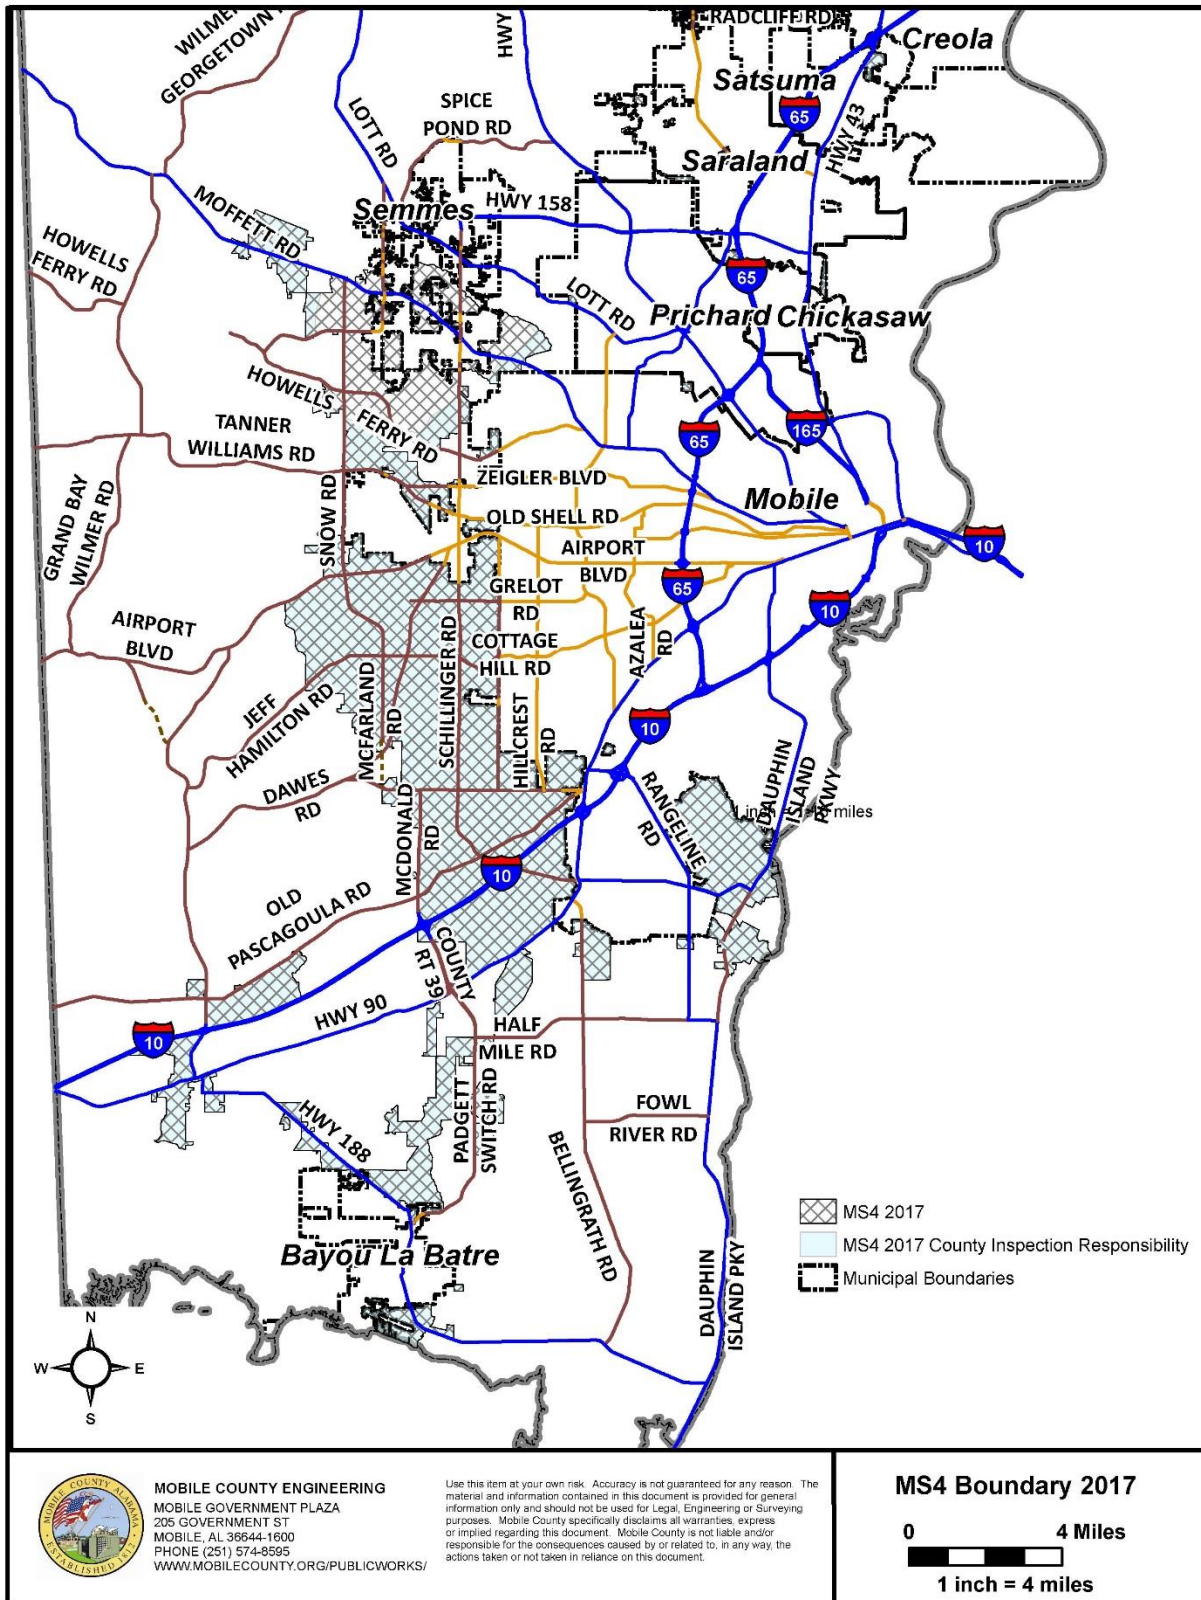 RADCLIFF RD
Creola
WILMER
GEORGETOWN
HWY
Satsuma
65
SPICE
POND RD
LOTT RD
HWY 43
Saraland
MOFFETT RD
Semmes
HWY 158
HOWELLS
FERRY RD
65
LOTT RD
Prichard
Chickasaw
HOWELLS
FERRY RD
TANNER
WILLIAMS RD
65
165
ZEIGLER BLVD
Mobile
GRAND BAY
WILMER RD
SNOW RD
OLD SHELL RD
AIRPORT
BLVD
10
GRELOT
RD
65
10
AIRPORT
BLVD
SCHILLINGER RD
COTTAGE
HILL RD
AZALEA
RD
JEFF
HAMILTON RD
MCFARLAND
RD
HILLCREST
RD
10
DAWES
RD
RANGELINE
RD
DAUPHIN
ISLAND
PKWY
miles
MCDONALD
RD
10
OLD
PASCAGOULA RD
COUNTY
RT 39
HWY 90
HALF
MILE RD
10
PADGETT
SWITCH RD
FOWL
RIVER RD
HWY 188
BELLINGRATH RD
Bayou La Batre
DAUPHIN
ISLAND PKY
MS4 2017
MS4 2017 County Inspection Responsibility
Municipal Boundaries
N
W
E
S
MOBILE COUNTY ALABAMA
ESTABLISHED 1812
MOBILE COUNTY ENGINEERING
MOBILE GOVERNMENT PLAZA
205 GOVERNMENT ST
MOBILE, AL 36644-1600
PHONE (251) 574-8595
WWW.MOBILECOUNTY.ORG/PUBLICWORKS/
Use this item at your own risk. Accuracy is not guaranteed for any reason. The
material and information contained in this document is provided for general
information only and should not be used for Legal, Engineering or Surveying
purposes. Mobile County specifically disclaims all warranties, express
or implied regarding this document. Mobile County is not liable and/or
responsible for the consequences caused by or related to, in any way, the
actions taken or not taken in reliance on this document.
MS4 Boundary 2017
0
4 Miles
1 inch = 4 miles